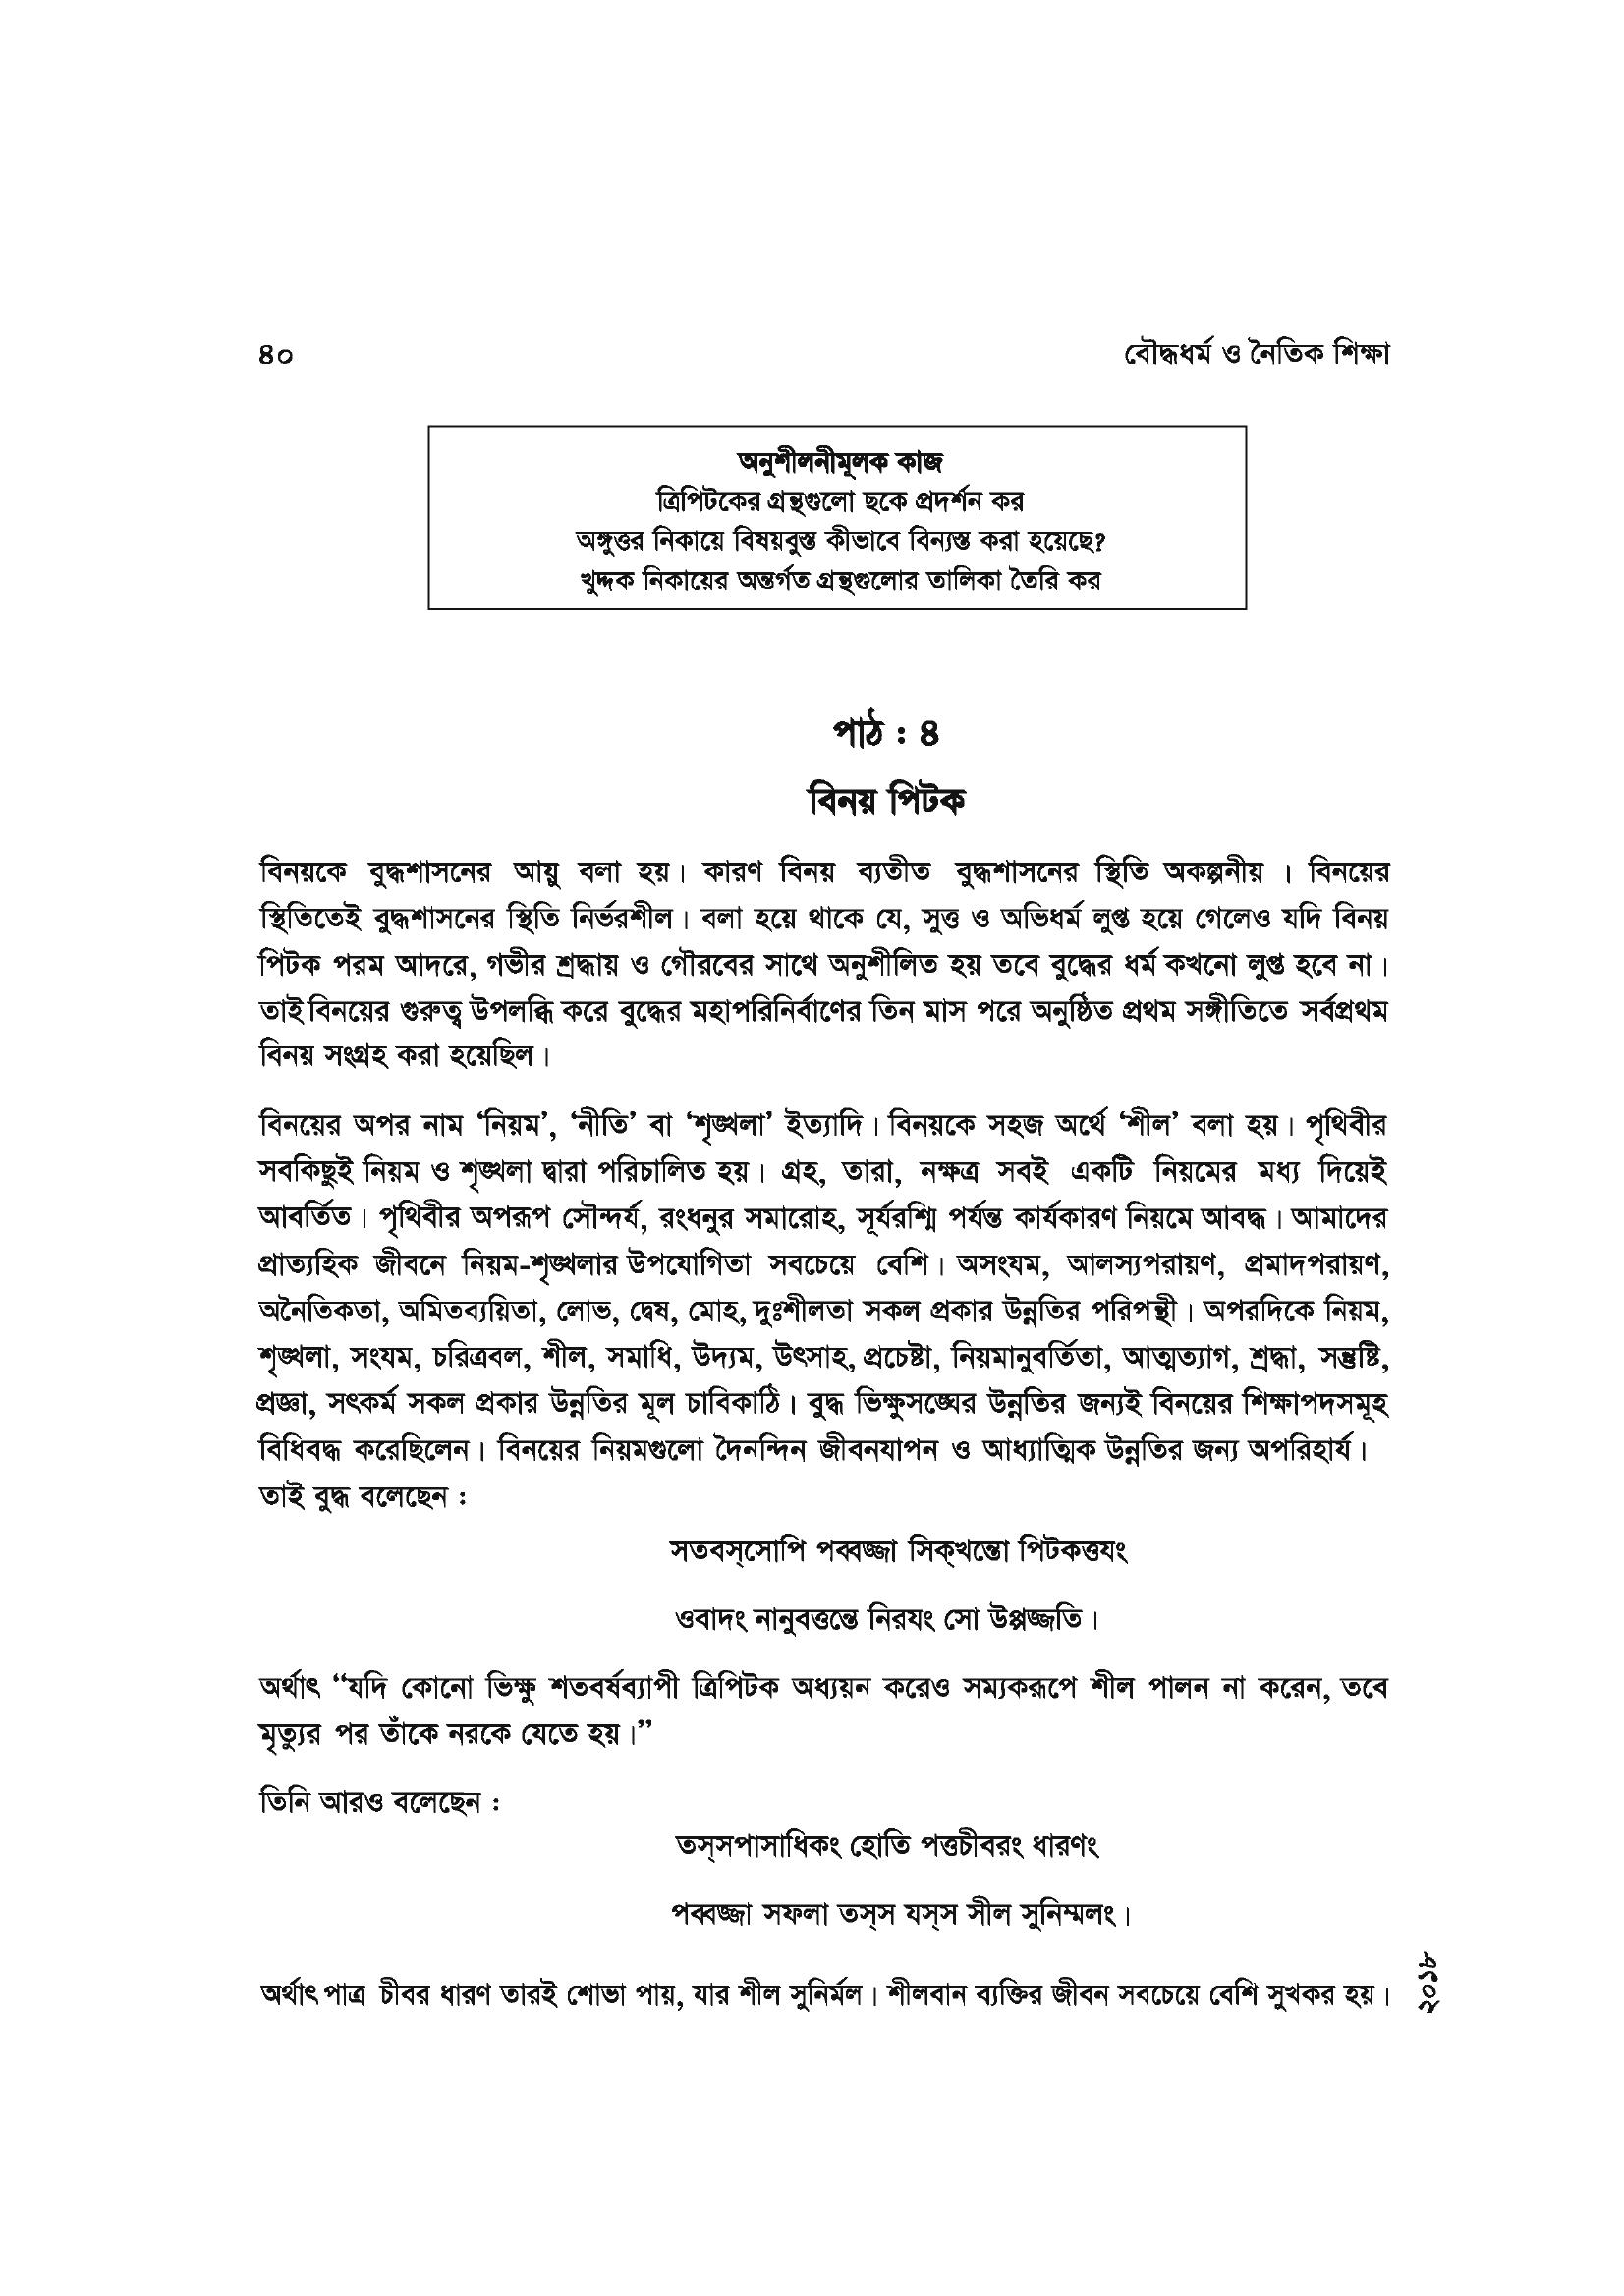 ৪০ বৌদ্ধধর্ম ও নৈতিক শিক্ষা
অনুশীলনীমূলক কাজ
ত্রিপিটকের গ্রন্থগুলো ছকে প্রদর্শন কর
অঙ্গুত্তর নিকায়ে বিষয়বুস্ত কীভাবে বিন্যস্ত করা হয়েছে?
খুদ্দক নিকায়ের অন্তর্গত গ্রন্থগুলোর তালিকা তৈরি কর
পাঠ : ৪
বিনয় পিটক
বিনয়কে বুদ্ধশাসনের আয়ু বলা হয়। কারণ বিনয় ব্যতীত বুদ্ধশাসনের স্থিতি অকল্পনীয় । বিনয়ের
স্থিতিতেই বুদ্ধশাসনের স্থিতি নির্ভরশীল। বলা হয়ে থাকে যে, সুত্ত ও অভিধর্ম লুপ্ত হয়ে গেলেও যদি বিনয়
পিটক পরম আদরে, গভীর শ্রদ্ধায় ও গৌরবের সাথে অনুশীলিত হয় তবে বুদ্ধের ধর্ম কখনো লুপ্ত হবে না।
তাই বিনয়ের গুরুত্ব উপলব্ধি করে বুদ্ধের মহাপরিনির্বাণের তিন মাস পরে অনুষ্ঠিত প্রথম সঙ্গীতিতে সর্বপ্রথম
বিনয় সংগ্রহ করা হয়েছিল।
বিনয়ের অপর নাম ‘নিয়ম’, ‘নীতি’ বা ‘শৃঙ্খলা’ ইত্যাদি। বিনয়কে সহজ অর্থে ‘শীল’ বলা হয়। পৃথিবীর
সবকিছুই নিয়ম ও শৃঙ্খলা দ্বারা পরিচালিত হয়। গ্রহ, তারা, নক্ষত্র সবই একটি নিয়মের মধ্য দিয়েই
আবর্তিত। পৃথিবীর অপরূপ সৌন্দর্য, রংধনুর সমারোহ, সূর্যরশ্মি পর্যন্ত কার্যকারণ নিয়মে আবদ্ধ। আমাদের
প্রাত্যহিক জীবনে নিয়ম-শৃঙ্খলার উপযোগিতা সবচেয়ে বেশি। অসংযম, আলস্যপরায়ণ, প্রমাদপরায়ণ,
অনৈতিকতা, অমিতব্যয়িতা, লোভ, দ্বেষ, মোহ, দুঃশীলতা সকল প্রকার উন্নতির পরিপন্থী। অপরদিকে নিয়ম,
শৃঙ্খলা, সংযম, চরিত্রবল, শীল, সমাধি, উদ্যম, উৎসাহ, প্রচেষ্টা, নিয়মানুবর্তিতা, আত্মত্যাগ, শ্রদ্ধা, সন্তুষ্টি,
প্রজ্ঞা, সৎকর্ম সকল প্রকার উন্নতির মূল চাবিকাঠি। বুদ্ধ ভিক্ষুসঙ্ঘের উন্নতির জন্যই বিনয়ের শিক্ষাপদসমূহ
বিধিবদ্ধ করেছিলেন। বিনয়ের নিয়মগুলো দৈনন্দিন জীবনযাপন ও আধ্যাত্মিক উন্নতির জন্য অপরিহার্য।
তাই বুদ্ধ বলেছেন :
সতবস্‌সোপি পব্বজ্জা সিক্‌খন্তো পিটকত্তযং
ওবাদং নানুবত্তন্তে নিরযং সো উপ্পজ্জতি।
অর্থাৎ “যদি কোনো ভিক্ষু শতবর্ষব্যাপী ত্রিপিটক অধ্যয়ন করেও সম্যকরূপে শীল পালন না করেন, তবে
মৃত্যুর পর তাঁকে নরকে যেতে হয়।”
তিনি আরও বলেছেন :
তস্‌সপাসাধিকং হোতি পত্তচীবরং ধারণং
পব্বজ্জা সফলা তস্‌স যস্‌স সীল সুনিম্মলং।
অর্থাৎ পাত্র চীবর ধারণ তারই শোভা পায়, যার শীল সুনির্মল। শীলবান ব্যক্তির জীবন সবচেয়ে বেশি সুখকর হয়।
২০১৮